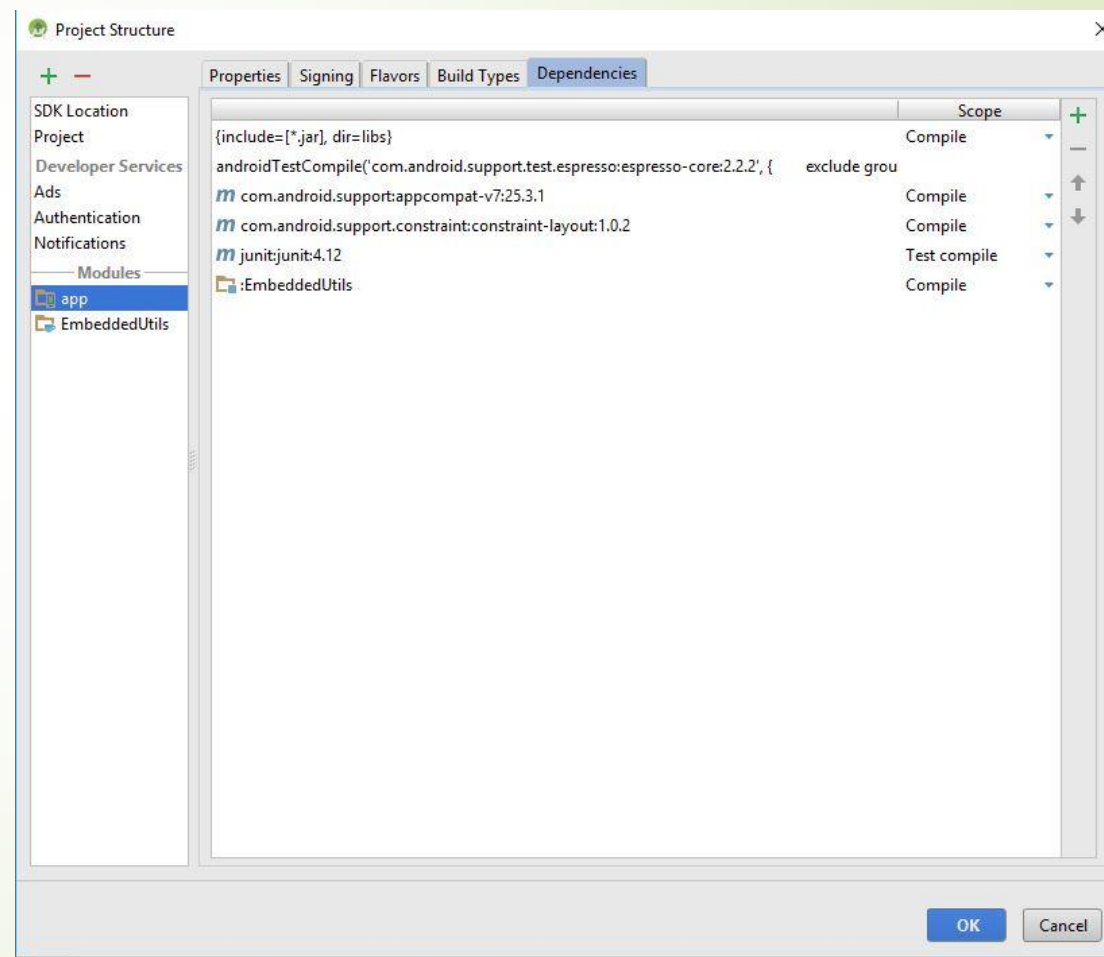 Project Structure
Properties Signing Flavors Build Types Dependencies
SDK Location
Project
Developer Services
Ads
Authentication
Notifications
Modules
app
EmbeddedUtils
Scope
{include=[*.jar], dir=libs} Compile
androidTestCompile('com.android.support.test.espresso:espresso-core:2.2.2', { exclude grou
m com.android.support:appcompat-v7:25.3.1 Compile
m com.android.support.constraint:constraint-layout:1.0.2 Compile
m junit:junit:4.12 Test compile
:EmbeddedUtils Compile
OK Cancel